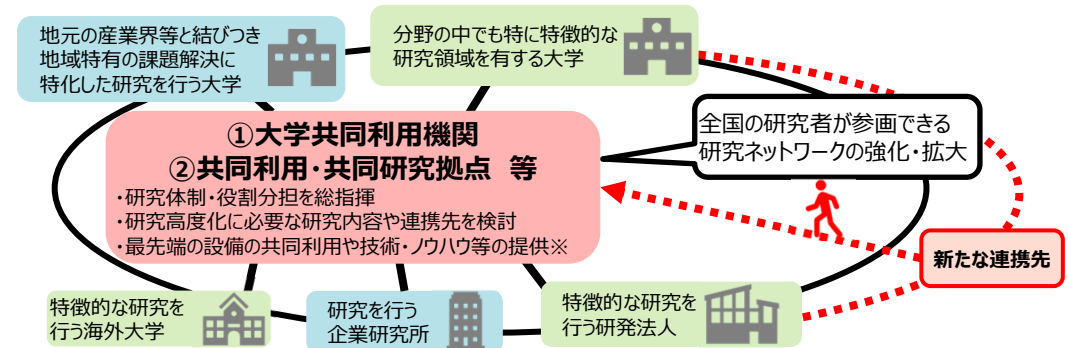 地元の産業界等と結びつき
地域特有の課題解決に
特化した研究を行う大学
分野の中でも特に特徴的な
研究領域を有する大学
全国の研究者が参画できる
研究ネットワークの強化・拡大
①大学共同利用機関
②共同利用・共同研究拠点 等
・研究体制・役割分担を総指揮
・研究高度化に必要な研究内容や連携先を検討
・最先端の設備の共同利用や技術・ノウハウ等の提供※
新たな連携先
特徴的な研究を
行う海外大学
研究を行う
企業研究所
特徴的な研究を
行う研発法人